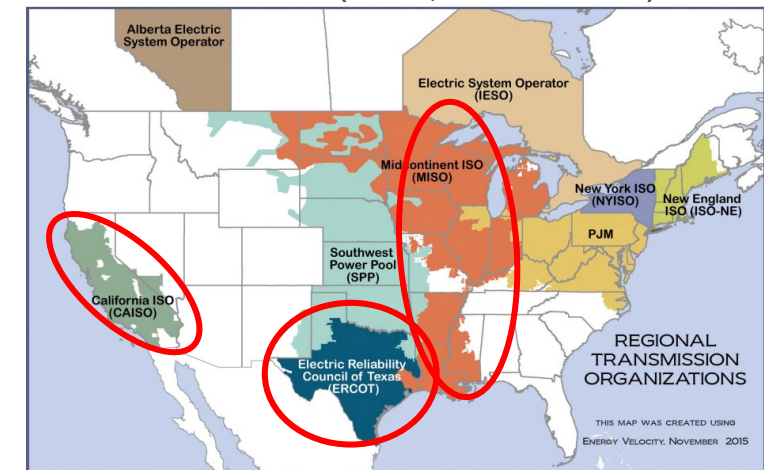 Alberta Electric
System Operator
Electric System Operator
(IESO)
Midcontinent ISO
(MISO)
New York ISO
(NYISO)
New England
ISO (ISO-NE)
PJM
Southwest
Power Pool
(SPP)
California ISO
(CAISO)
Electric Reliability
Council of Texas
(ERCOT)
REGIONAL
TRANSMISSION
ORGANIZATIONS
THIS MAP WAS CREATED USING
ENERGY VELOCITY, NOVEMBER 2015